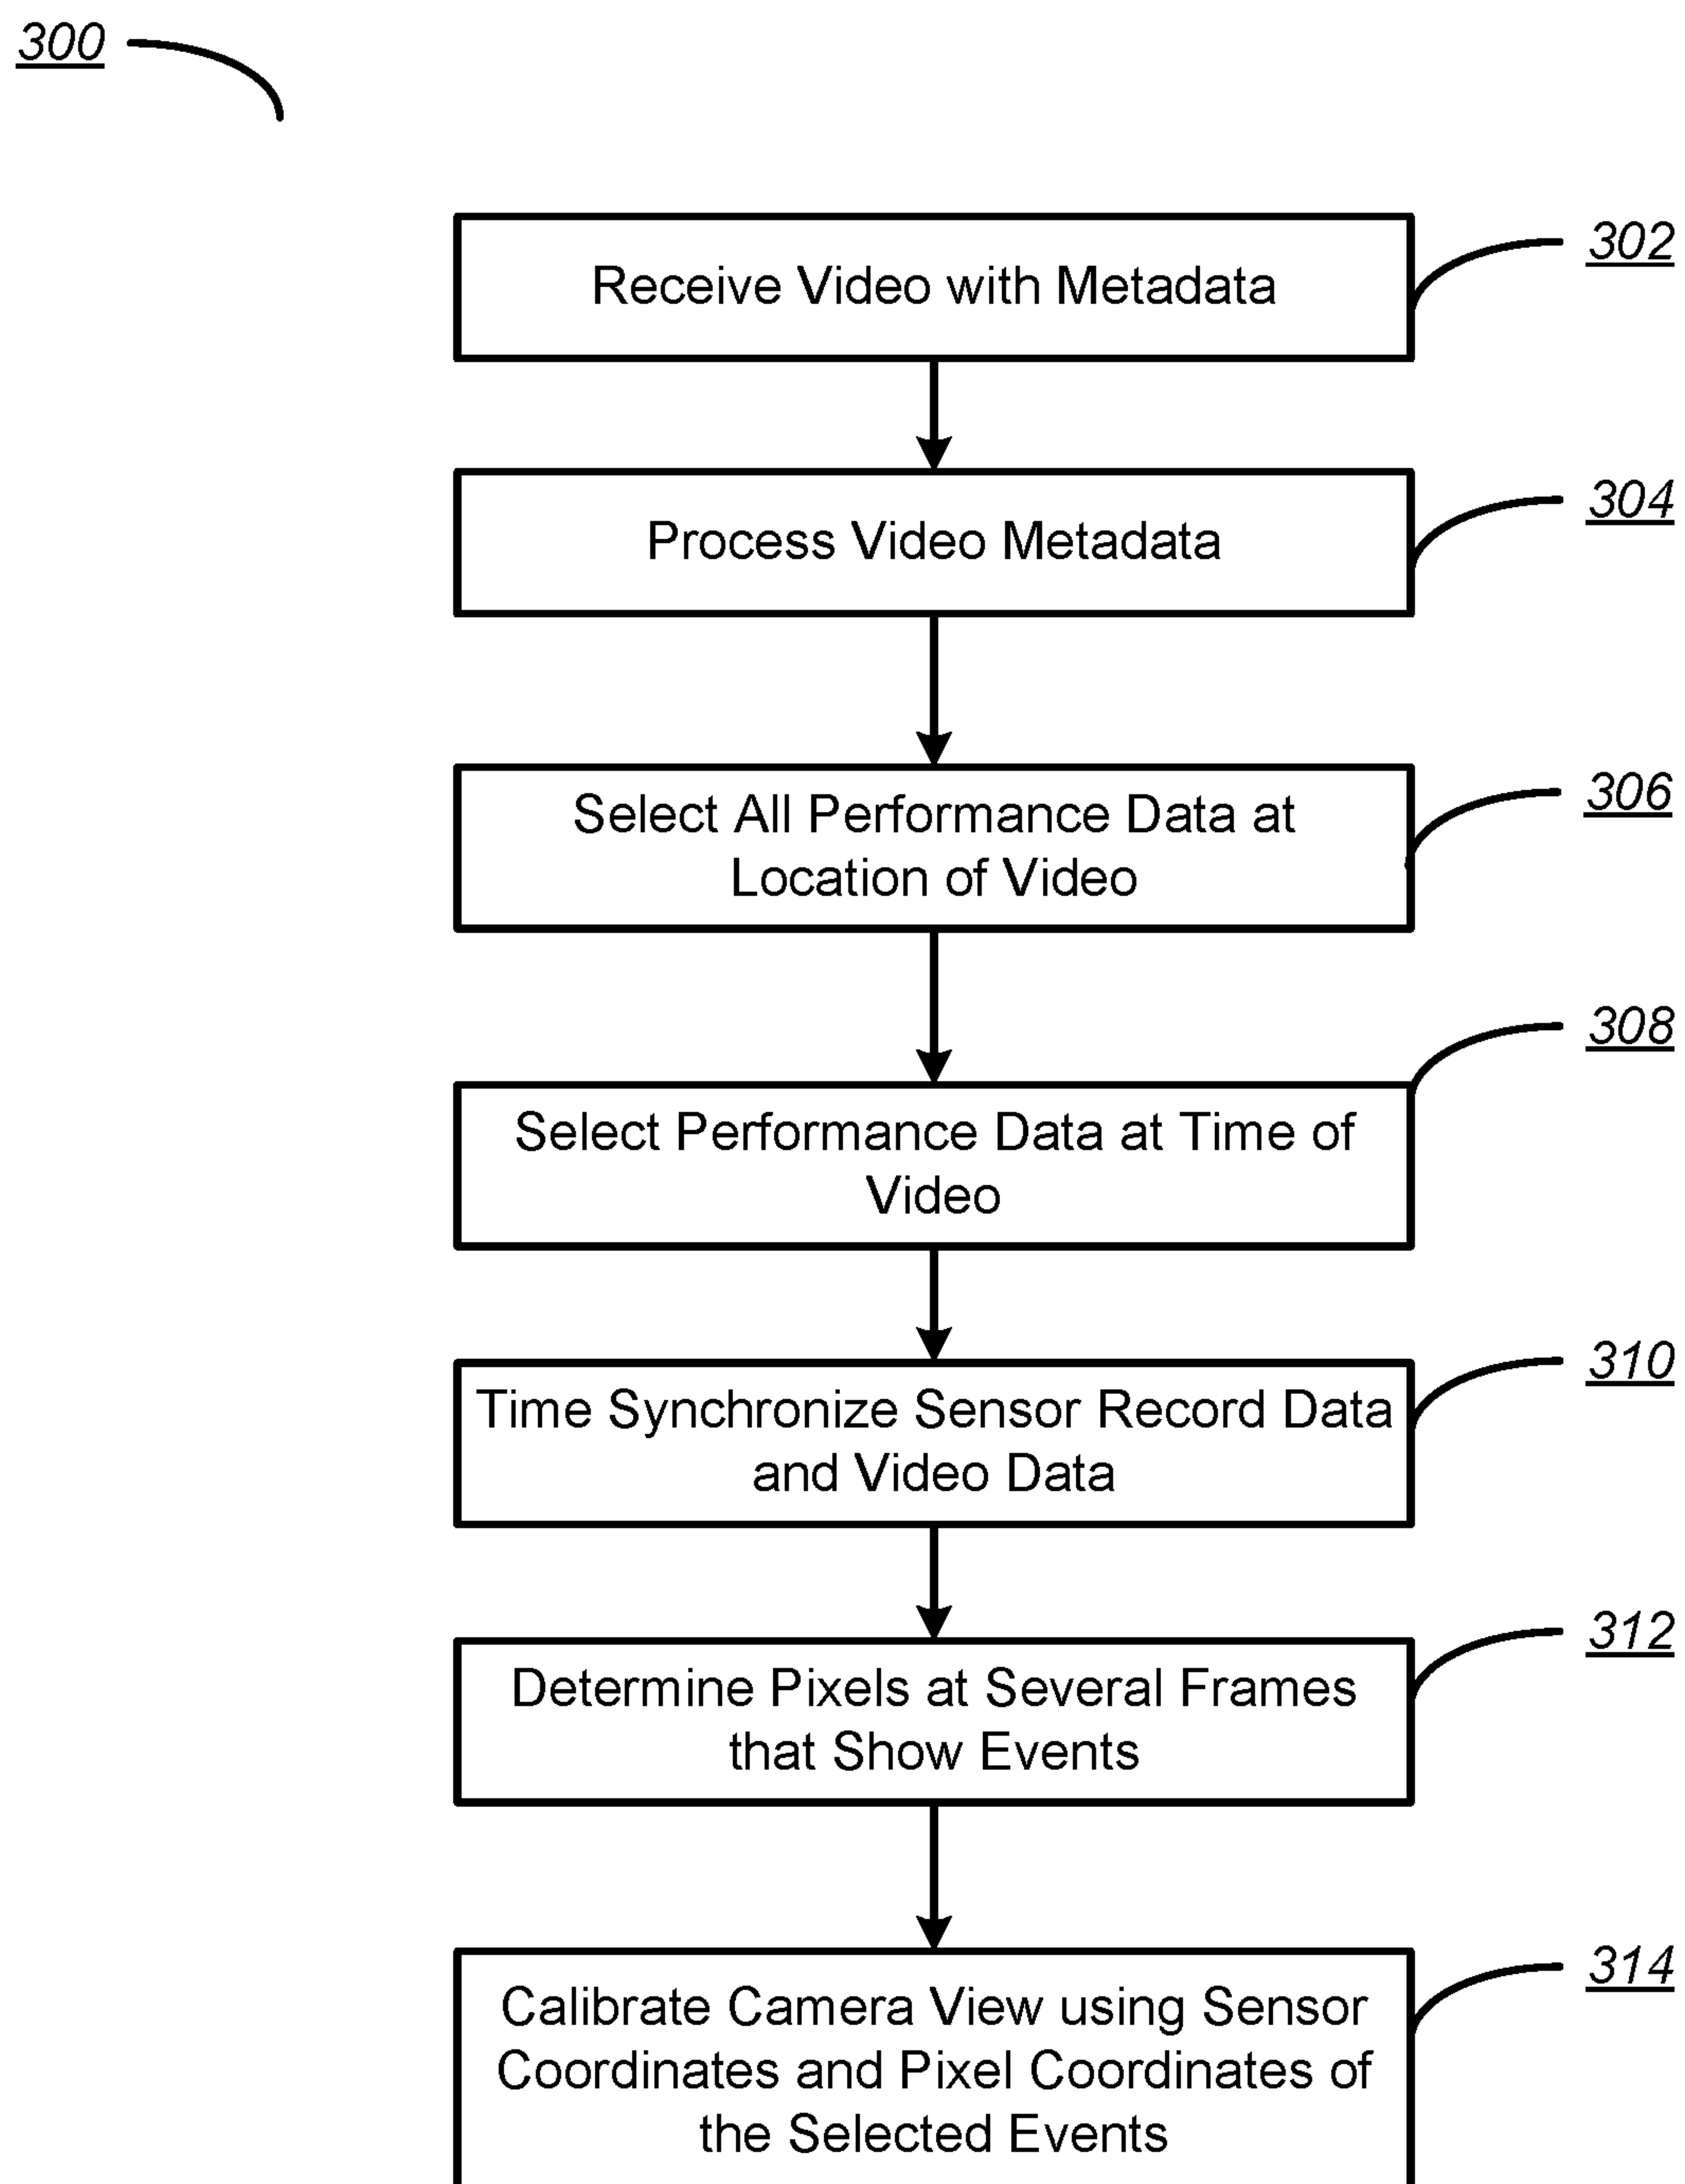 300
302
Receive Video with Metadata
304
Process Video Metadata
306
Select All Performance Data at
Location of Video
308
Select Performance Data at Time of
Video
310
Time Synchronize Sensor Record Data
and Video Data
312
Determine Pixels at Several Frames
that Show Events
314
Calibrate Camera View using Sensor
Coordinates and Pixel Coordinates of
the Selected Events